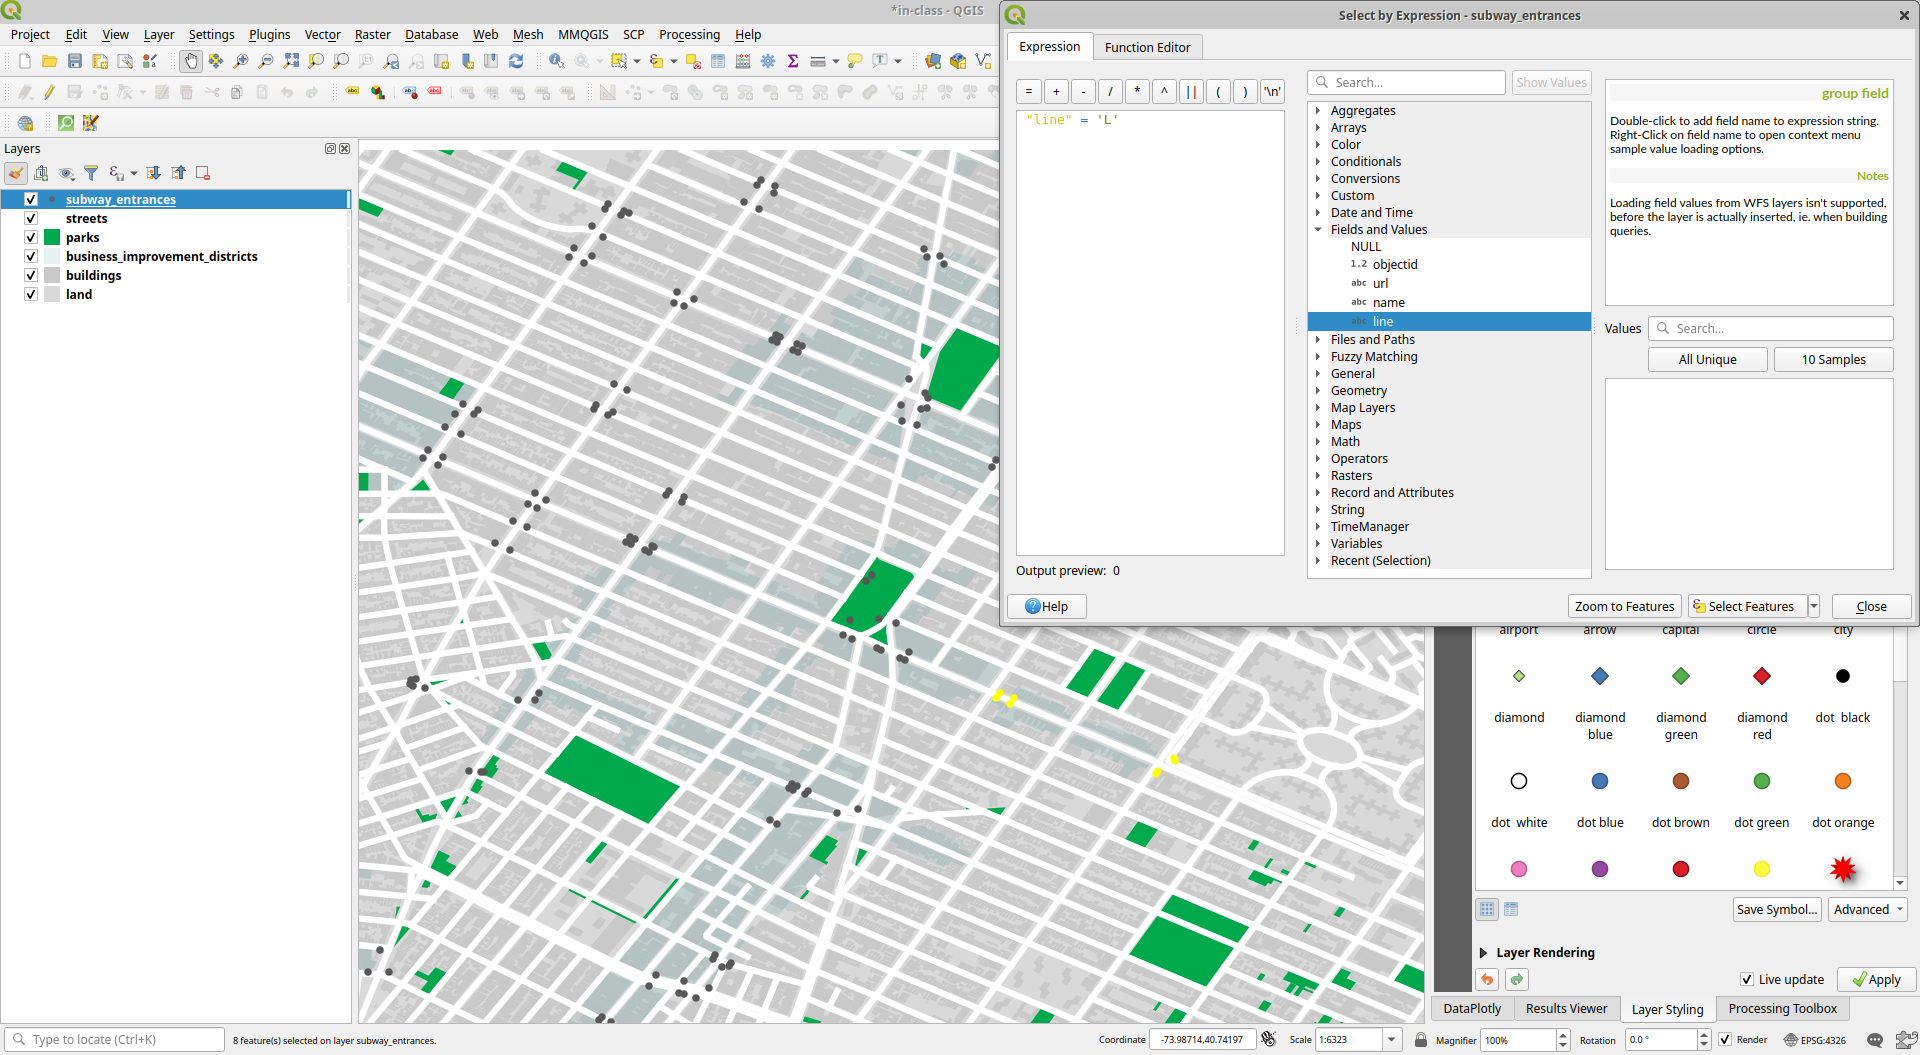 *in-class - QGIS
Project Edit View Layer Settings Plugins Vector Raster Database Web Mesh MMQGIS SCP Processing Help
Layers
subway_entrances
streets
parks
business_improvement_districts
buildings
land
Select by Expression - subway_entrances
Expression Function Editor
= + - / * ^ || ( ) '\n'
"line" = 'L'
Output preview: 0
Search... Show Values
Aggregates
Arrays
Color
Conditionals
Conversions
Custom
Date and Time
Fields and Values
NULL
1.2 objectid
abc url
abc name
abc line
Files and Paths
Fuzzy Matching
General
Geometry
Map Layers
Maps
Math
Operators
Rasters
Record and Attributes
String
TimeManager
Variables
Recent (Selection)
group field
Double-click to add field name to expression string.
Right-Click on field name to open context menu
sample value loading options.
Notes
Loading field values from WFS layers isn't supported,
before the layer is actually inserted, ie. when building
queries.
Values Search...
All Unique 10 Samples
Help Zoom to Features Select Features Close
airport arrow capital circle city
diamond diamond blue diamond green diamond red dot black
dot white dot blue dot brown dot green dot orange
Save Symbol... Advanced
Layer Rendering
Live update Apply
DataPlotly Results Viewer Layer Styling Processing Toolbox
Type to locate (Ctrl+K) 8 feature(s) selected on layer subway_entrances. Coordinate -73.98714,40.74197 Scale 1:6323 Magnifier 100% Rotation 0.0 ° Render EPSG:4326